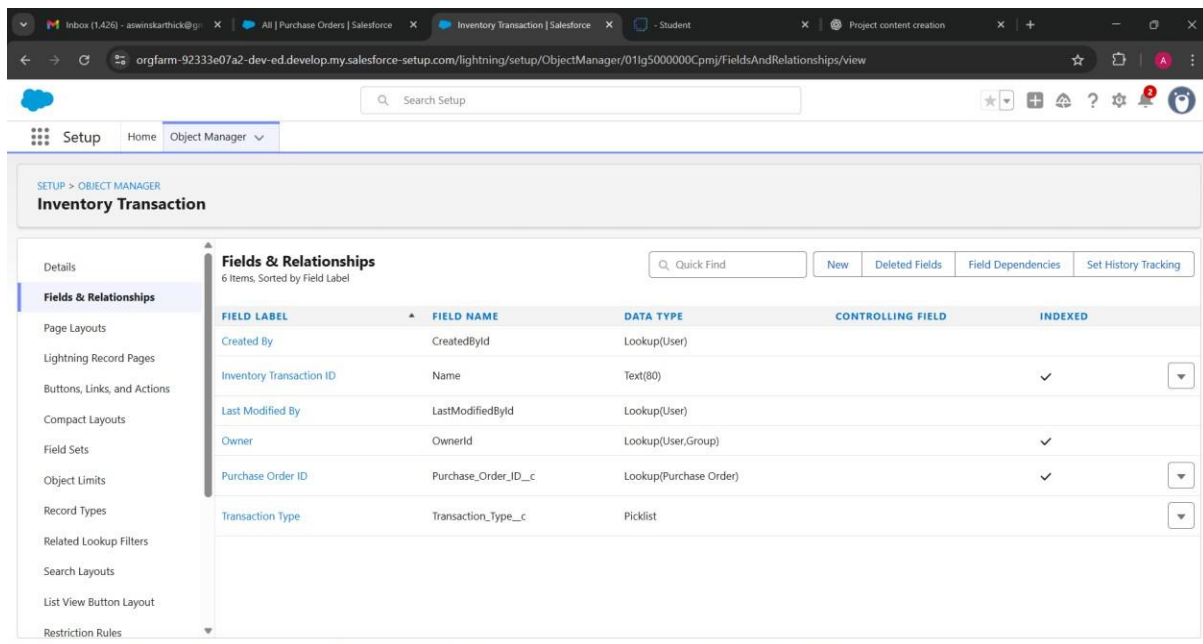 Inbox (1,426) - aswinskarthick@gm
All | Purchase Orders | Salesforce
Inventory Transaction | Salesforce
- Student
Project content creation
orgfarm-92333e07a2-dev-ed.develop.my.salesforce-setup.com/lightning/setup/ObjectManager/01Ig5000000Cpmj/FieldsAndRelationships/view
A
Search Setup
2
Setup Home Object Manager
SETUP > OBJECT MANAGER
Inventory Transaction
Details
Fields & Relationships
Page Layouts
Lightning Record Pages
Buttons, Links, and Actions
Compact Layouts
Field Sets
Object Limits
Record Types
Related Lookup Filters
Search Layouts
List View Button Layout
Restriction Rules
Fields & Relationships
6 Items, Sorted by Field Label
Quick Find New Deleted Fields Field Dependencies Set History Tracking
FIELD LABEL FIELD NAME DATA TYPE CONTROLLING FIELD INDEXED
Created By CreatedById Lookup(User)
Inventory Transaction ID Name Text(80)
Last Modified By LastModifiedById Lookup(User)
Owner OwnerId Lookup(User,Group)
Purchase Order ID Purchase_Order_ID__c Lookup(Purchase Order)
Transaction Type Transaction_Type__c Picklist